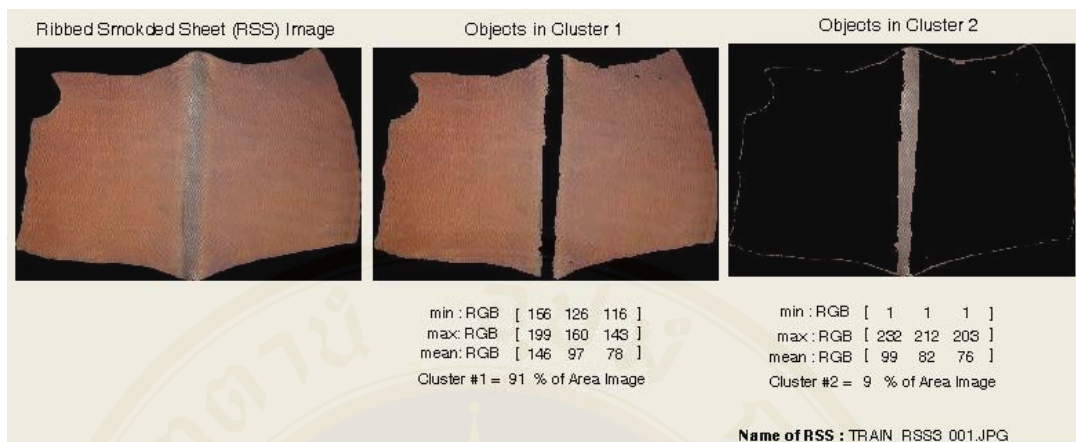 Ribbed Smokded Sheet (RSS) Image
Objects in Cluster 1
Objects in Cluster 2
min : RGB [ 156 126 116 ]
max: RGB [ 199 160 143 ]
mean: RGB [ 146 97 78 ]
Cluster #1 = 91 % of Area Image
min : RGB [ 1 1 1 ]
max : RGB [ 232 212 203 ]
mean : RGB [ 99 82 76 ]
Cluster #2 = 9 % of Area Image
Name of RSS : TRAIN_RSS3_001.JPG